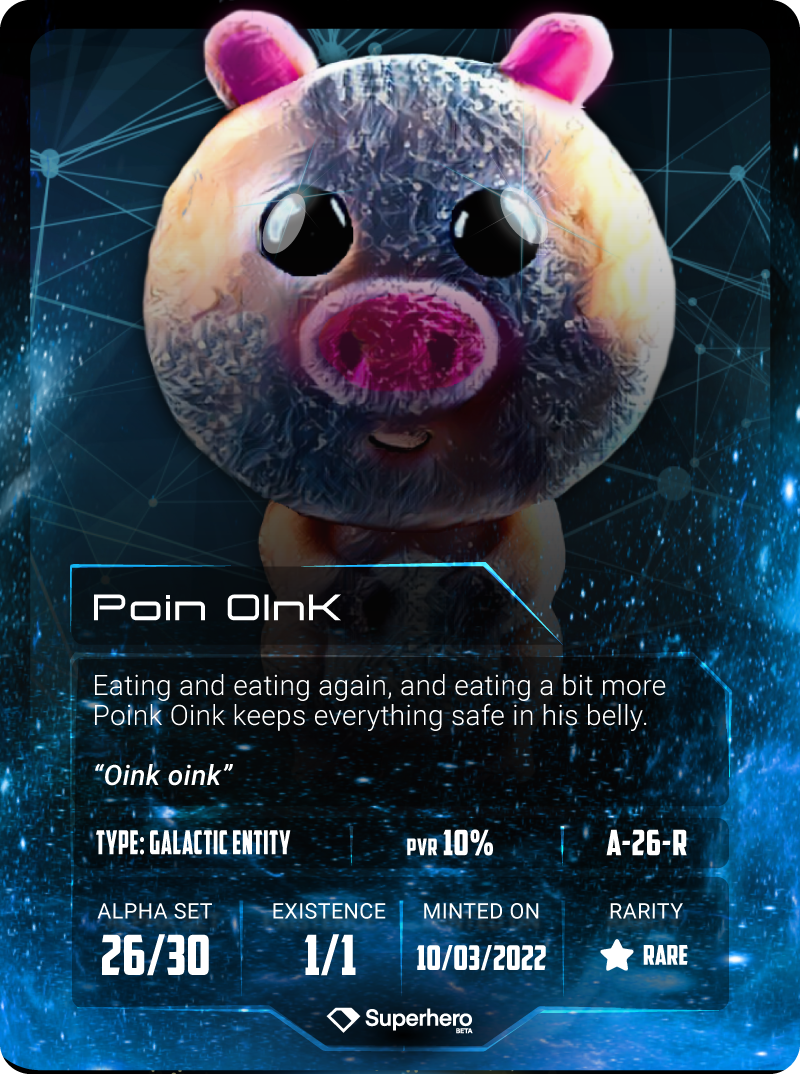 Poin OInK
Eating and eating again, and eating a bit more
Poink Oink keeps everything safe in his belly.
“Oink oink”
TYPE: GALACTIC ENTITY PVR 10% A-26-R
ALPHA SET EXISTENCE MINTED ON RARITY
26/30 1/1 10/03/2022 RARE
Superhero
BETA